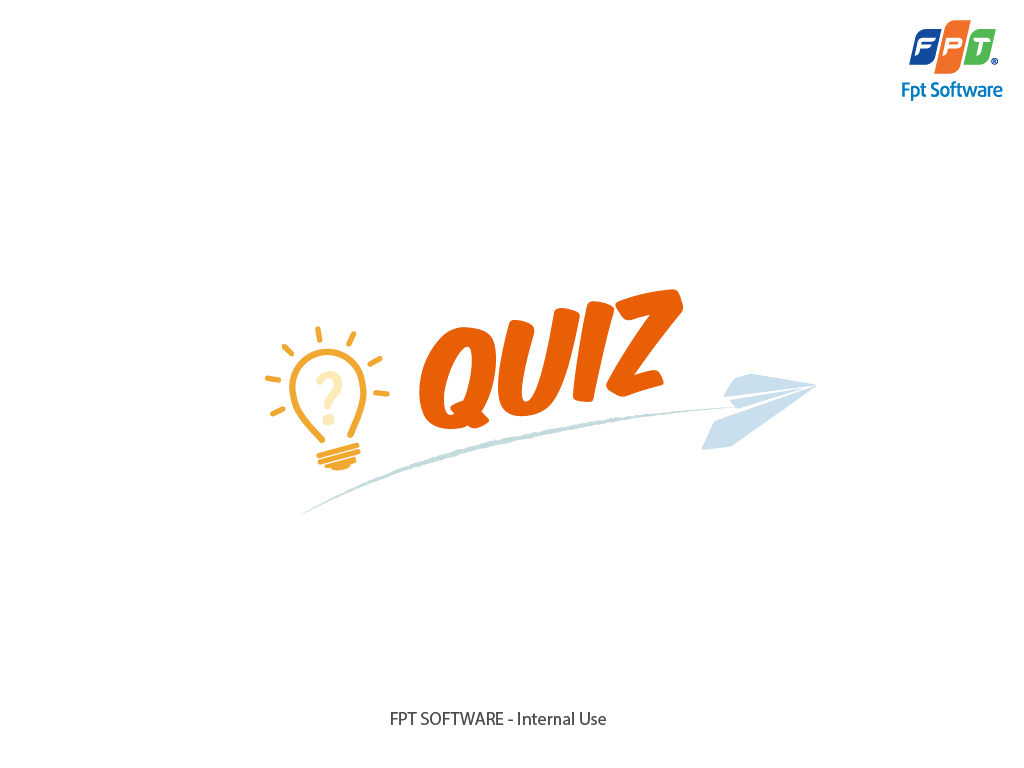 FPT®
Fpt Software
QUIZ
?
FPT SOFTWARE - Internal Use